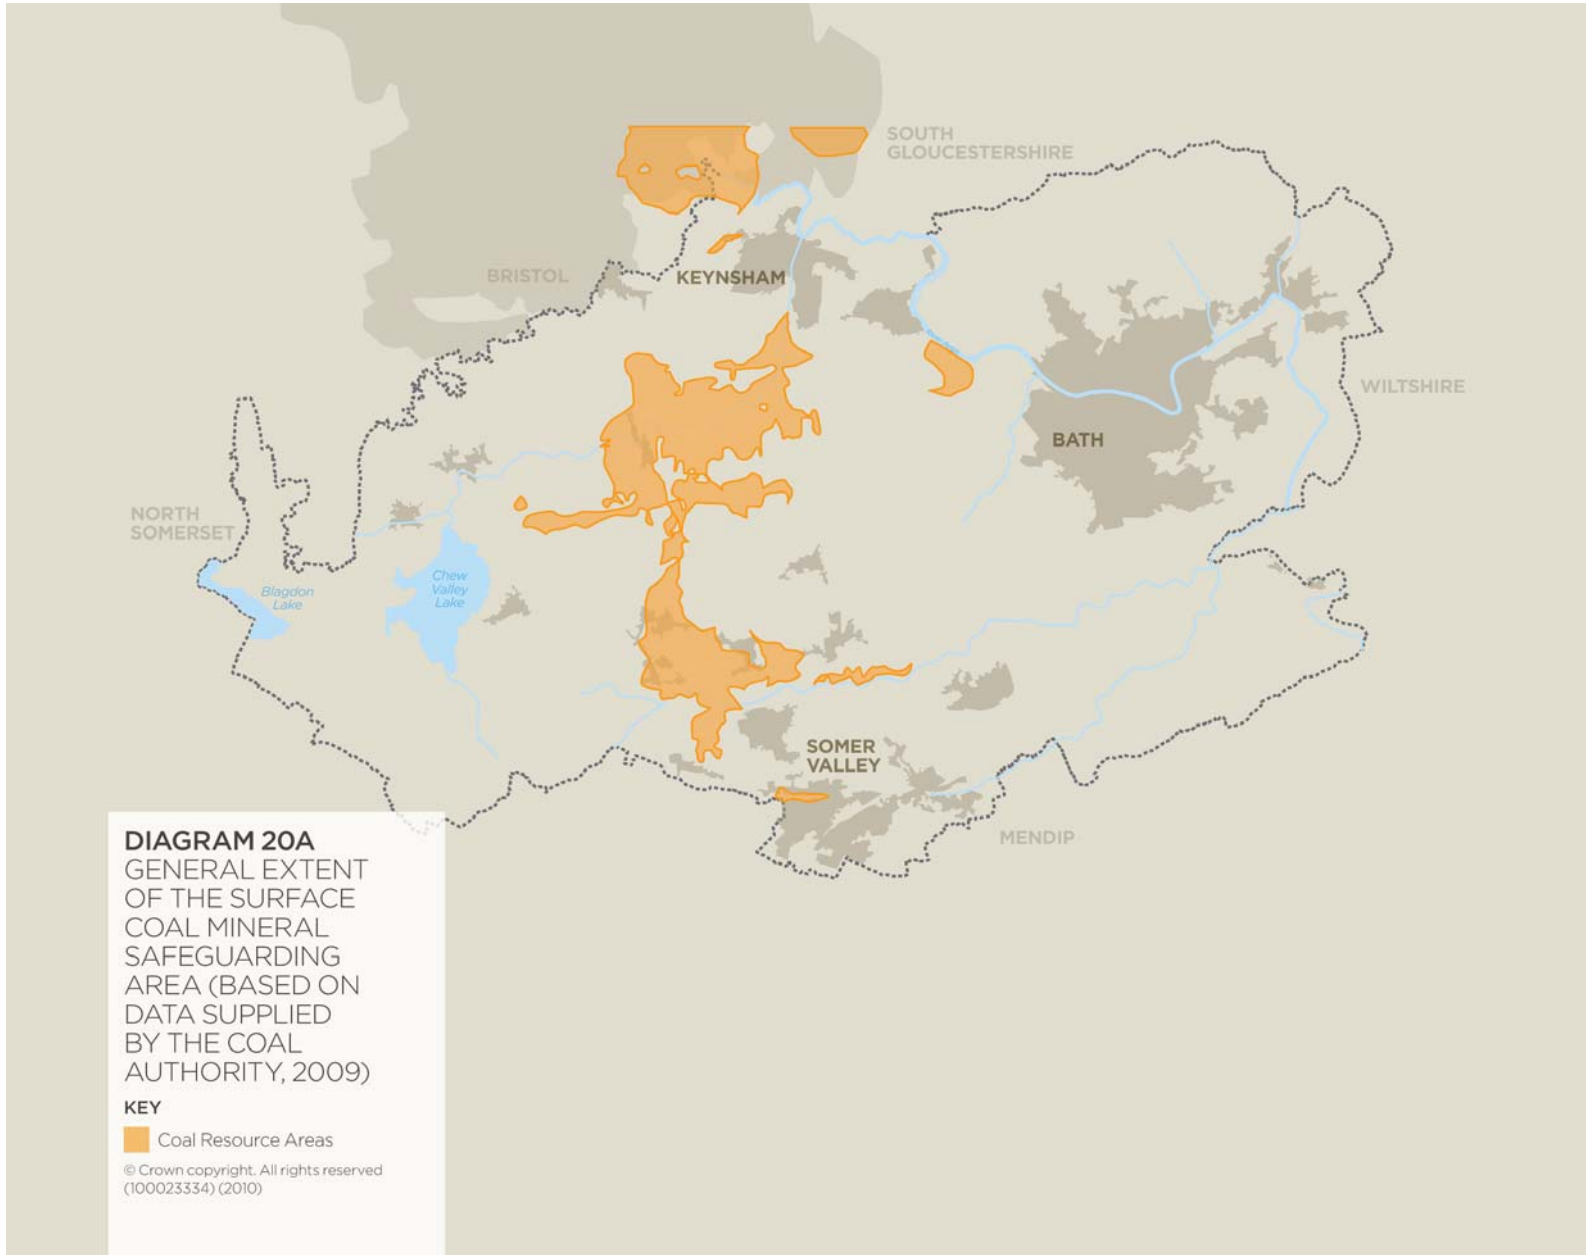 SOUTH
GLOUCESTERSHIRE
BRISTOL
KEYNSHAM
WILTSHIRE
BATH
NORTH
SOMERSET
Blagdon
Lake
Chew
Valley
Lake
SOMER
VALLEY
MENDIP
DIAGRAM 20A
GENERAL EXTENT
OF THE SURFACE
COAL MINERAL
SAFEGUARDING
AREA (BASED ON
DATA SUPPLIED
BY THE COAL
AUTHORITY, 2009)
KEY
Coal Resource Areas
© Crown copyright. All rights reserved
(100023334) (2010)